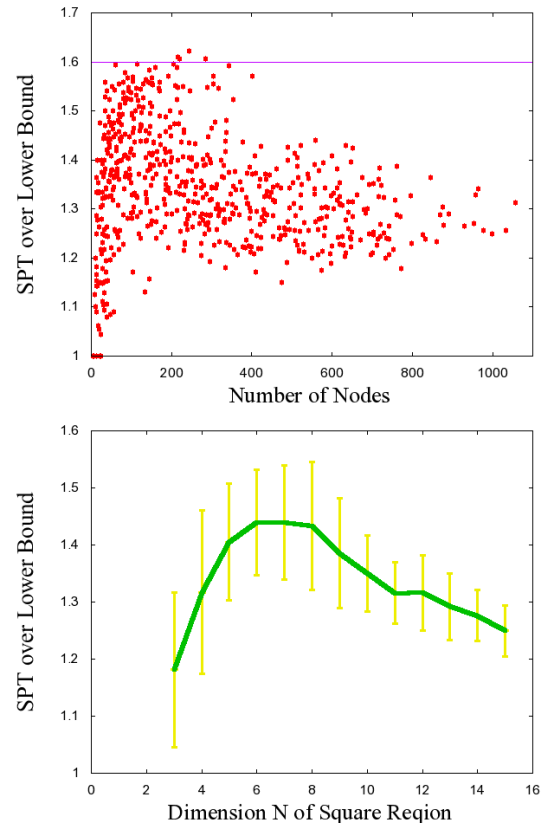 1.7
1.6
1.5
1.4
1.3
1.2
1.1
1
SPT over Lower Bound
0 200 400 600 800 1000
Number of Nodes
1.6
1.5
1.4
1.3
1.2
1.1
1
SPT over Lower Bound
0 2 4 6 8 10 12 14 16
Dimension N of Square Region